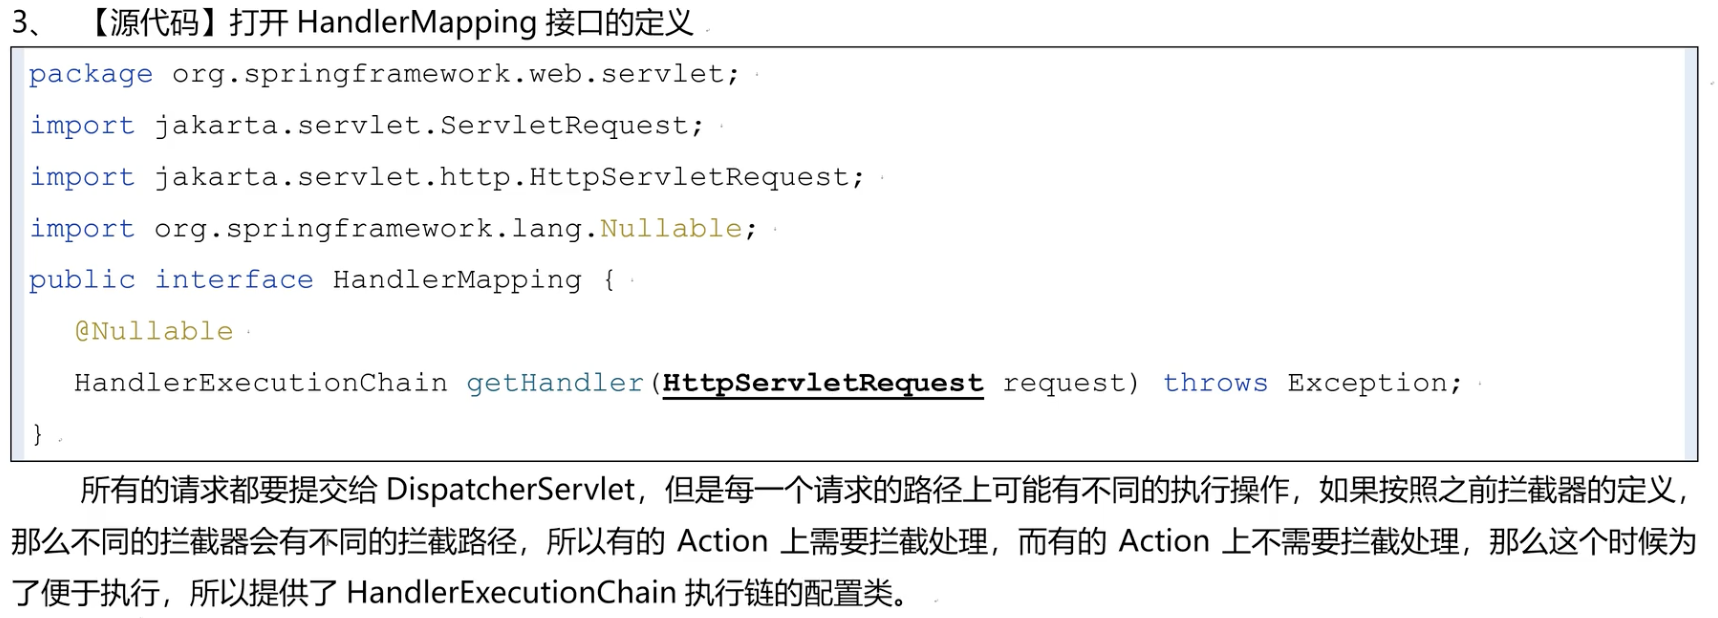 3、 【源代码】打开 HandlerMapping 接口的定义
package org.springframework.web.servlet;
import jakarta.servlet.ServletRequest;
import jakarta.servlet.http.HttpServletRequest;
import org.springframework.lang.Nullable;
public interface HandlerMapping {
@Nullable
HandlerExecutionChain getHandler(HttpServletRequest request) throws Exception;
}
所有的请求都要提交给 DispatcherServlet，但是每一个请求的路径上可能有不同的执行操作，如果按照之前拦截器的定义，
那么不同的拦截器会有不同的拦截路径，所以有的 Action 上需要拦截处理，而有的 Action 上不需要拦截处理，那么这个时候为
了便于执行，所以提供了 HandlerExecutionChain 执行链的配置类。